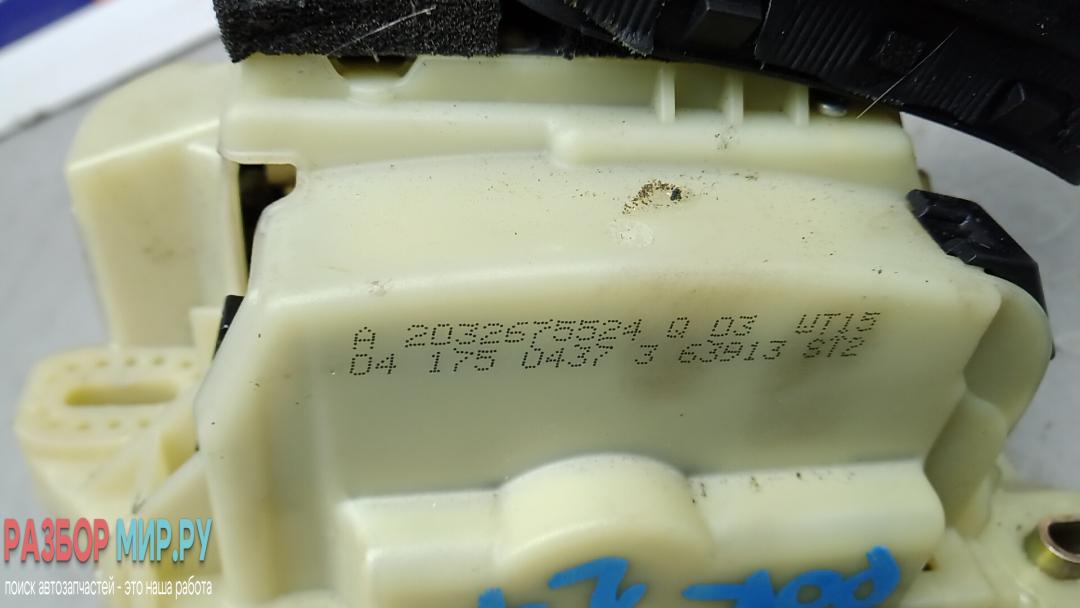 A 2032675524 Q 03 WT15
04 175 0437 3 63913 ST2
РАЗБОР МИР.РУ
поиск автозапчастей - это наша работа